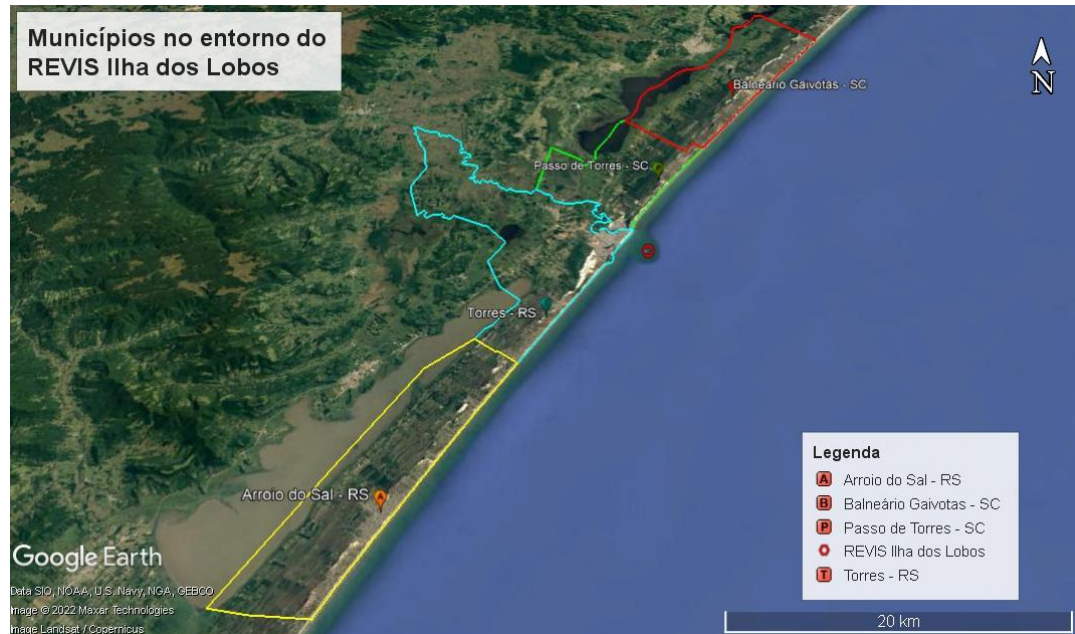 Municípios no entorno do
REVIS Ilha dos Lobos
N
Balneário Gaivotas - SC
Passo de Torres - SC
Torres - RS
Arroio do Sal - RS
A
Legenda
A Arroio do Sal - RS
B Balneário Gaivotas - SC
P Passo de Torres - SC
REVIS Ilha dos Lobos
T Torres - RS
Google Earth
Data SIO, NOAA, U.S. Navy, NGA, GEBCO
Image © 2022 Maxar Technologies
Image Landsat / Copernicus
20 km